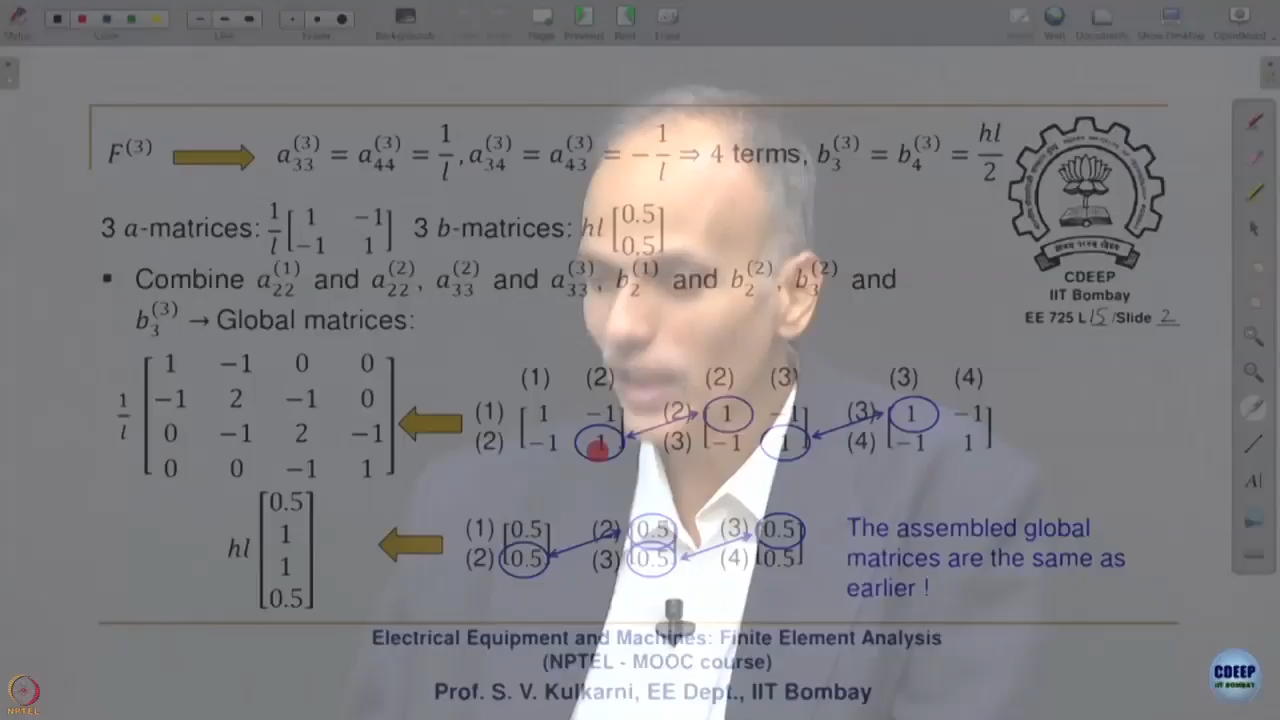 Background
Previous
Show Desktop
OpenBoard
F^(3) a_33^(3) = a_44^(3) = 1/l, a_34^(3) = a_43^(3) = −1/l ⇒ 4 terms, b_3^(3) = b_4^(3) = hl/2
3 a-matrices: 1/l [1 −1; −1 1] 3 b-matrices: hl [0.5; 0.5]
▪ Combine a_22^(1) and a_22^(2), a_33^(2) and a_33^(3), b_2^(1) and b_2^(2), b_3^(2) and
b_3^(3) → Global matrices:
CDEEP
IIT Bombay
EE 725 L 15 /Slide 2
1/l
1 −1 0 0
−1 2 −1 0
0 −1 2 −1
0 0 −1 1
(1) (2) (2) (3) (3) (4)
(1) 1 −1 (2) 1 −1 (3) 1 −1
(2) −1 1 (3) −1 1 (4) −1 1
hl
0.5
1
1
0.5
(1) 0.5 (2) 0.5 (3) 0.5
(2) 0.5 (3) 0.5 (4) 0.5
The assembled global
matrices are the same as
earlier !
Electrical Equipment and Machines: Finite Element Analysis
(NPTEL - MOOC course)
Prof. S. V. Kulkarni, EE Dept., IIT Bombay
NPTEL
CDEEP
IIT BOMBAY